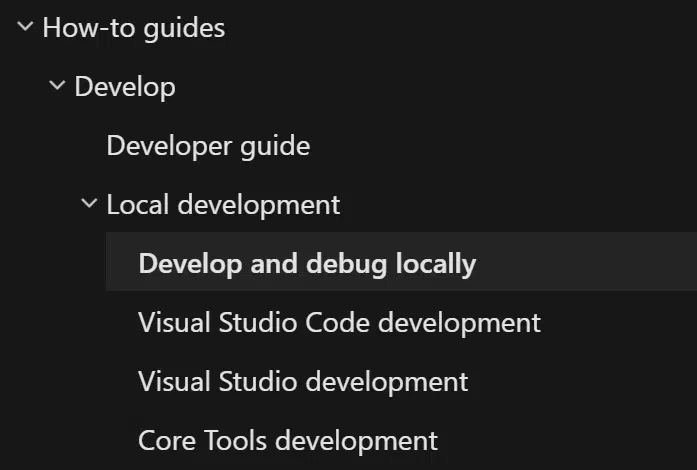 How-to guides
Develop
Developer guide
Local development
Develop and debug locally
Visual Studio Code development
Visual Studio development
Core Tools development